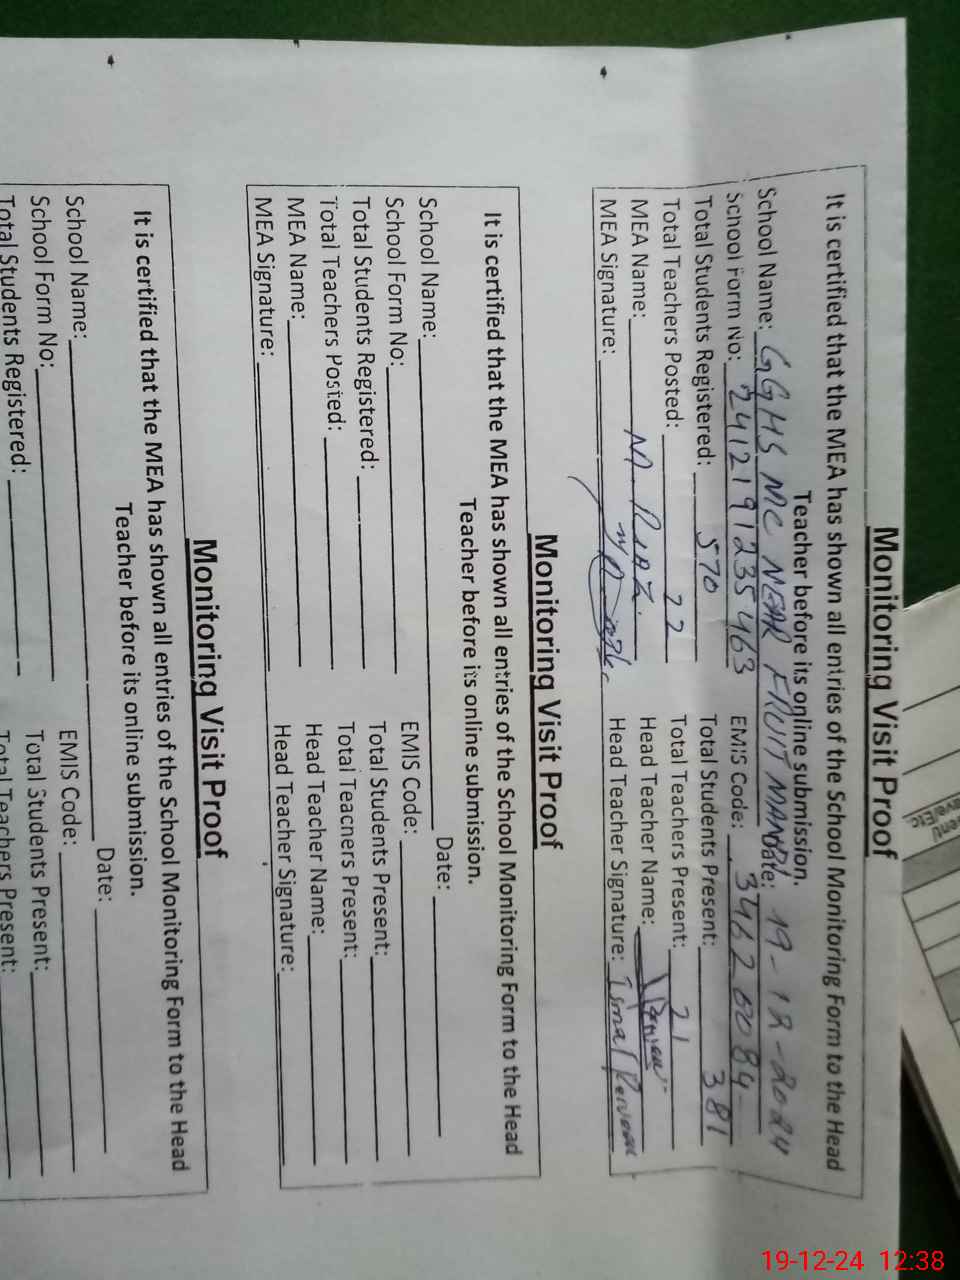 Monitoring Visit Proof
It is certified that the MEA has shown all entries of the School Monitoring Form to the Head
Teacher before its online submission.
School Name: GGHS MC NEAR FRUIT MANDI Date: 19-12-2024
School Form No: 2412191235463 EMIS Code: 34620084
Total Students Registered: 570 Total Students Present: 381
Total Teachers Posted: 22 Total Teachers Present: 21
MEA Name: M. RIAZ Head Teacher Name:
MEA Signature: Head Teacher Signature: Perveen
Monitoring Visit Proof
It is certified that the MEA has shown all entries of the School Monitoring Form to the Head
Teacher before its online submission.
School Name: Date:
School Form No: EMIS Code:
Total Students Registered: Total Students Present:
Total Teachers Posted: Total Teachers Present:
MEA Name: Head Teacher Name:
MEA Signature: Head Teacher Signature:
Monitoring Visit Proof
It is certified that the MEA has shown all entries of the School Monitoring Form to the Head
Teacher before its online submission.
School Name: Date:
School Form No: EMIS Code:
Total Students Registered: Total Students Present:
Total Teachers Present:
19-12-24 12:38